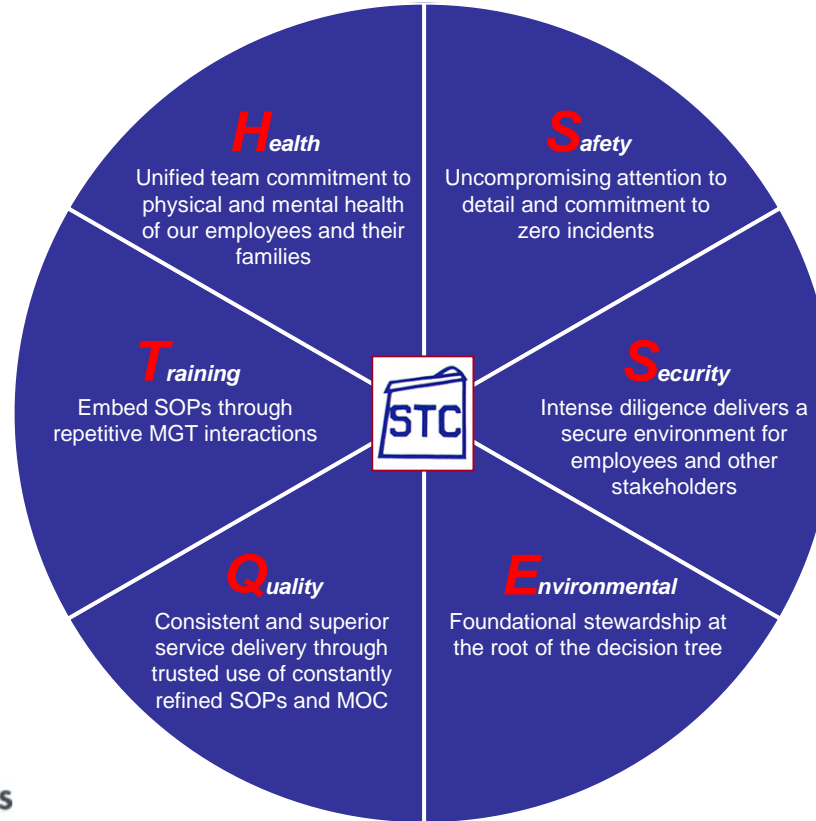 Health
Unified team commitment to
physical and mental health
of our employees and their
families
Safety
Uncompromising attention to
detail and commitment to
zero incidents
Training
Embed SOPs through
repetitive MGT interactions
STC
Security
Intense diligence delivers a
secure environment for
employees and other
stakeholders
Quality
Consistent and superior
service delivery through
trusted use of constantly
refined SOPs and MOC
Environmental
Foundational stewardship at
the root of the decision tree
s